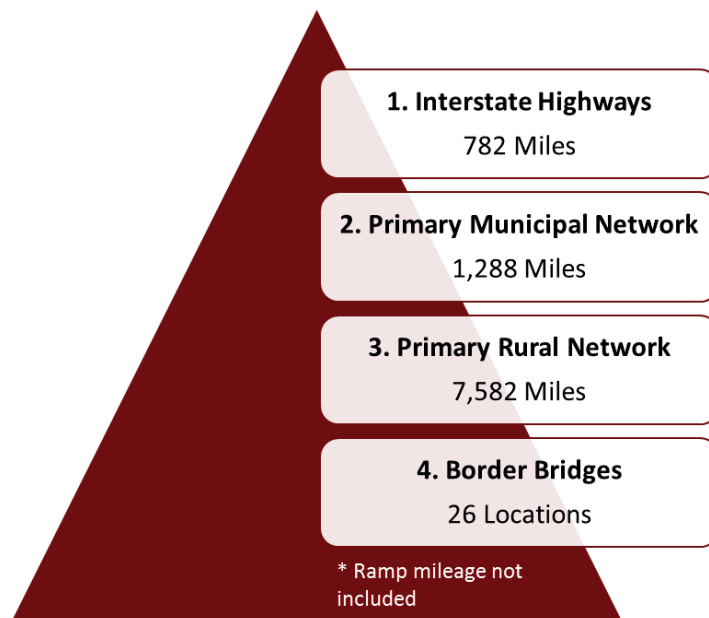 1. Interstate Highways
782 Miles
2. Primary Municipal Network
1,288 Miles
3. Primary Rural Network
7,582 Miles
4. Border Bridges
26 Locations
* Ramp mileage not
included